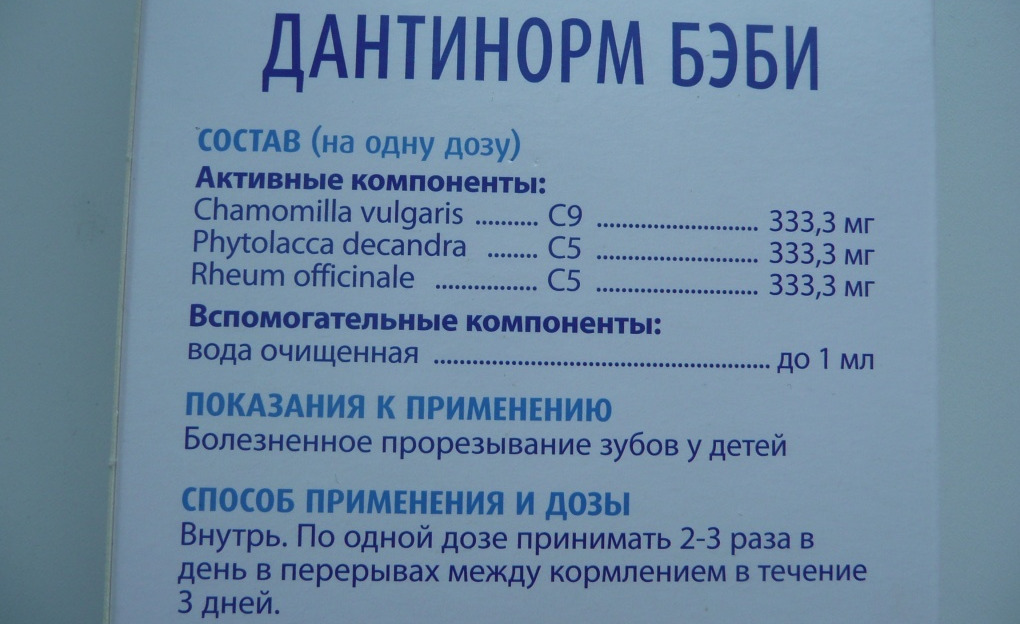 ДАНТИНОРМ БЭБИ
СОСТАВ (на одну дозу)
Активные компоненты:
Chamomilla vulgaris .......... C9 .......................... 333,3 мг
Phytolacca decandra ........ C5 .......................... 333,3 мг
Rheum officinale ................ C5 .......................... 333,3 мг
Вспомогательные компоненты:
вода очищенная ...................................................... до 1 мл
ПОКАЗАНИЯ К ПРИМЕНЕНИЮ
Болезненное прорезывание зубов у детей
СПОСОБ ПРИМЕНЕНИЯ И ДОЗЫ
Внутрь. По одной дозе принимать 2-3 раза в
день в перерывах между кормлением в течение
3 дней.